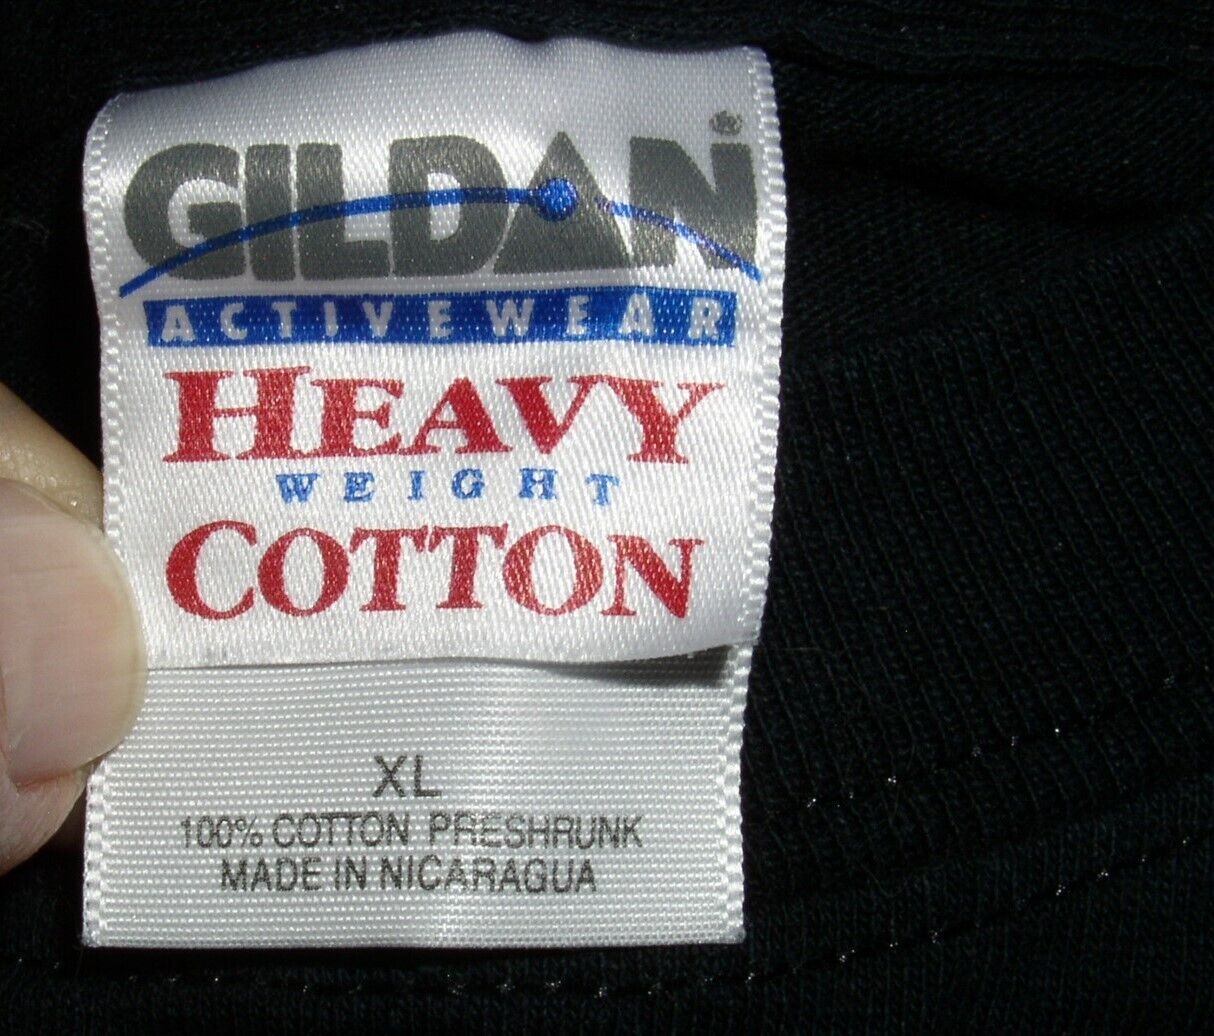 GILDAN®
ACTIVEWEAR
HEAVY
WEIGHT
COTTON
XL
100% COTTON PRESHRUNK
MADE IN NICARAGUA